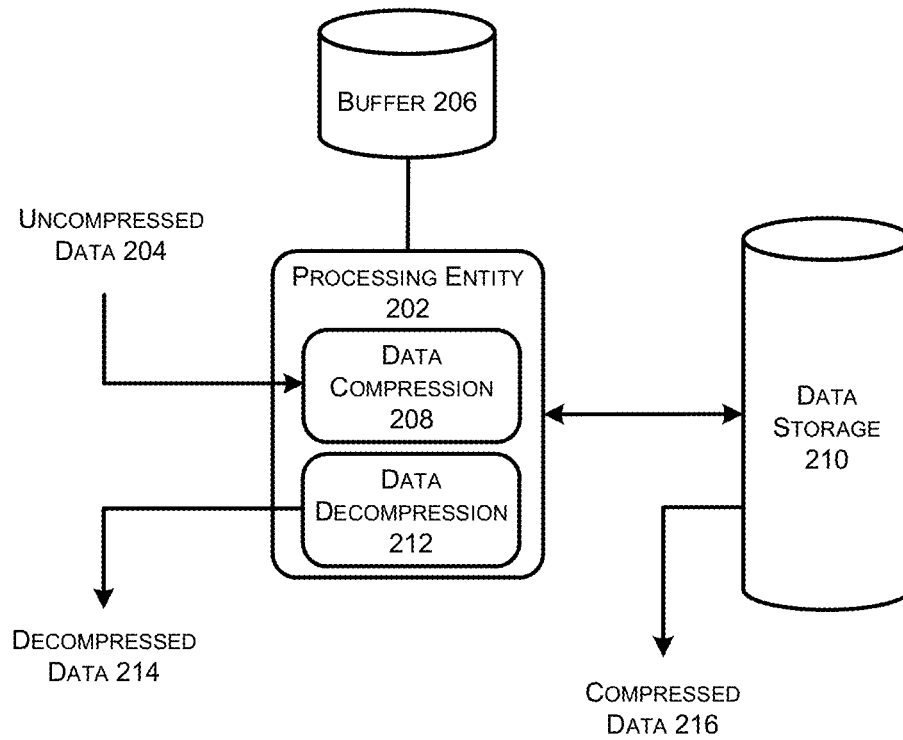 BUFFER 206
UNCOMPRESSED
DATA 204
PROCESSING ENTITY
202
DATA
COMPRESSION
208
DATA
STORAGE
210
DATA
DECOMPRESSION
212
DECOMPRESSED
DATA 214
COMPRESSED
DATA 216